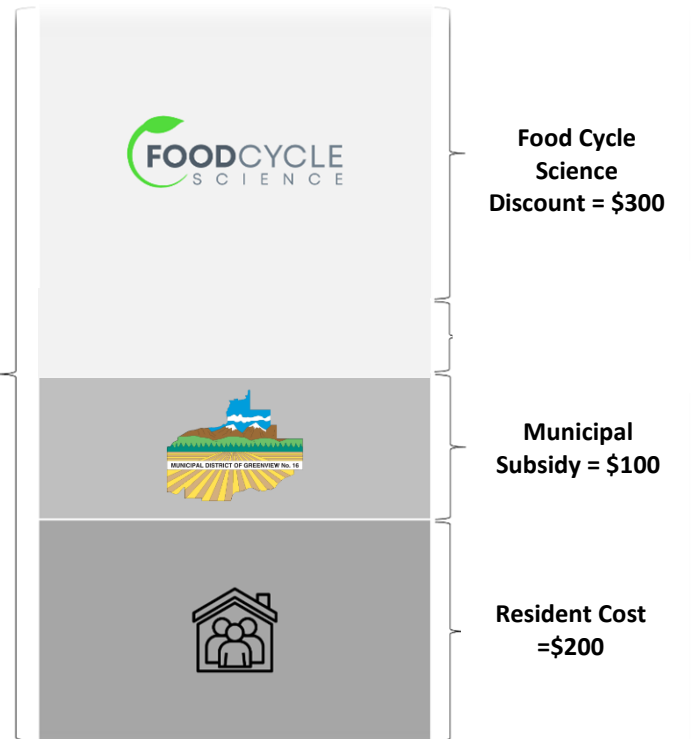 FOODCYCLE
SCIENCE
Food Cycle
Science
Discount = $300
MUNICIPAL DISTRICT OF GREENVIEW No. 16
Municipal
Subsidy = $100
Resident Cost
=$200